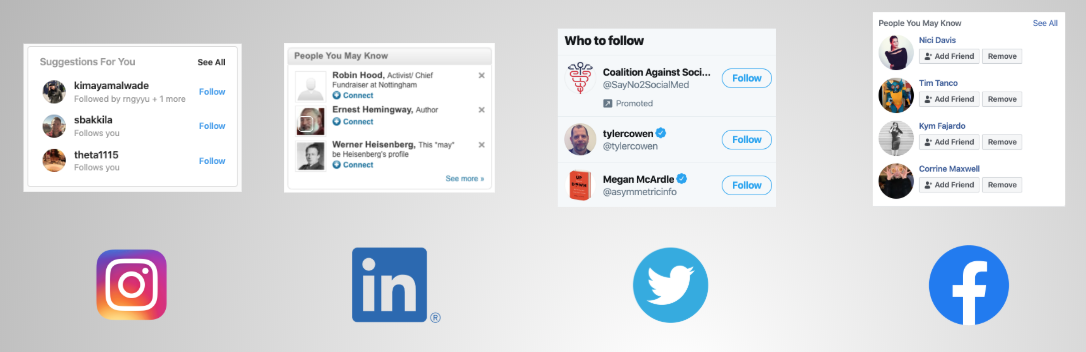 Suggestions For You
See All
kimayamalwade
Followed by rngyyu + 1 more
Follow
sbakkila
Follows you
Follow
theta1115
Follows you
Follow
People You May Know
Robin Hood, Activist/ Chief
Fundraiser at Nottingham
Connect
Ernest Hemingway, Author
Connect
Werner Heisenberg, This "may"
be Heisenberg's profile
Connect
See more »
Who to follow
Coalition Against Soci...
@SayNo2SocialMed
Promoted
Follow
tylercowen
@tylercowen
Follow
Megan McArdle
@asymmetricinfo
Follow
People You May Know
See All
Nici Davis
Add Friend
Remove
Tim Tanco
Add Friend
Remove
Kym Fajardo
Add Friend
Remove
Corrine Maxwell
Add Friend
Remove
in
®
f